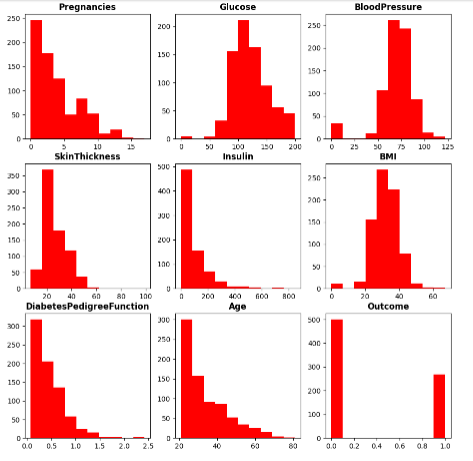 Pregnancies Glucose BloodPressure
250 200 150 100 50 0
0 5 10 15
200 150 100 50 0
0 50 100 150 200
250 200 150 100 50 0
0 25 50 75 100 125
SkinThickness Insulin BMI
350 300 250 200 150 100 50 0
20 40 60 80 100
500 400 300 200 100 0
0 200 400 600 800
250 200 150 100 50 0
0 20 40 60
DiabetesPedigreeFunction Age Outcome
300 250 200 150 100 50 0
0.0 0.5 1.0 1.5 2.0 2.5
300 250 200 150 100 50 0
20 40 60 80
500 400 300 200 100 0
0.0 0.2 0.4 0.6 0.8 1.0